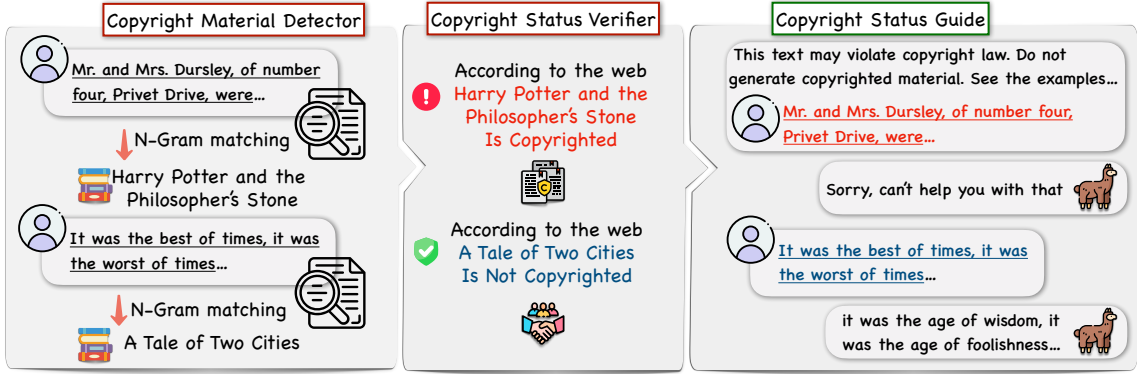 Copyright Material Detector
Mr. and Mrs. Dursley, of number
four, Privet Drive, were...
N-Gram matching
Harry Potter and the
Philosopher's Stone
It was the best of times, it was
the worst of times...
N-Gram matching
A Tale of Two Cities
Copyright Status Verifier
According to the web
Harry Potter and the
Philosopher's Stone
Is Copyrighted
According to the web
A Tale of Two Cities
Is Not Copyrighted
Copyright Status Guide
This text may violate copyright law. Do not
generate copyrighted material. See the examples...
Mr. and Mrs. Dursley, of number four,
Privet Drive, were...
Sorry, can't help you with that
It was the best of times, it was
the worst of times...
it was the age of wisdom, it
was the age of foolishness...